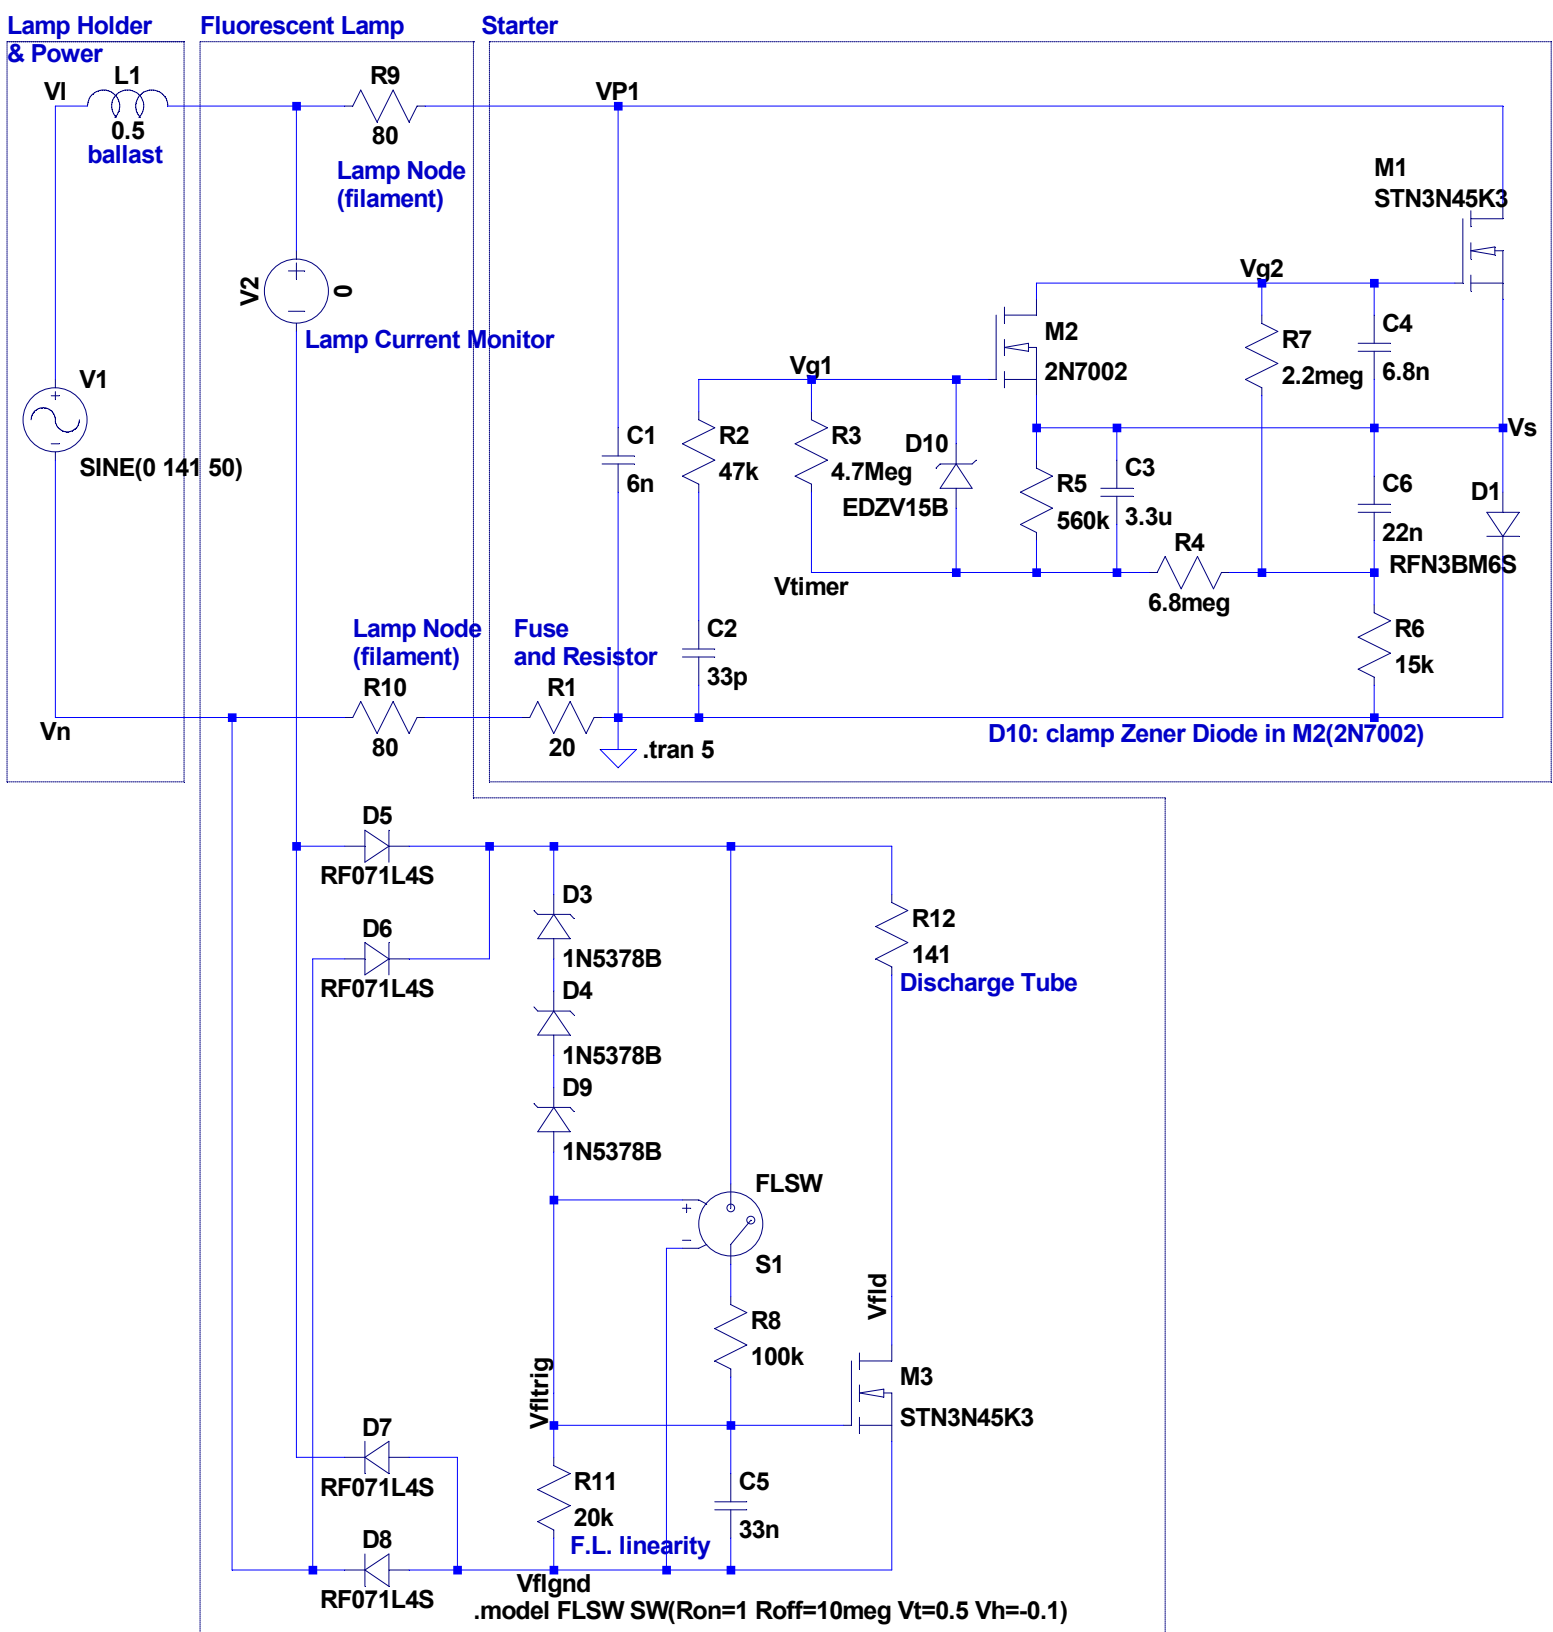 Lamp Holder
& Power
Fluorescent Lamp
Starter
VI
L1
0.5
ballast
R9
80
Lamp Node
(filament)
VP1
M1
STN3N45K3
V2
0
Lamp Current Monitor
V1
SINE(0 141 50)
Vg2
M2
2N7002
R7
2.2meg
C4
6.8n
Vg1
C1
6n
R2
47k
R3
4.7Meg
D10
EDZV15B
R5
560k
C3
3.3u
C6
22n
Vs
D1
RFN3BM6S
R4
6.8meg
Vtimer
C2
33p
R6
15k
Lamp Node
(filament)
R10
80
Fuse
and Resistor
R1
20
Vn
.tran 5
D10: clamp Zener Diode in M2(2N7002)
D5
RF071L4S
D6
RF071L4S
D3
1N5378B
D4
1N5378B
D9
1N5378B
R12
141
Discharge Tube
FLSW
S1
Vfld
R8
100k
M3
STN3N45K3
Vfltrig
D7
RF071L4S
R11
20k
F.L. linearity
C5
33n
D8
RF071L4S
Vflgnd
.model FLSW SW(Ron=1 Roff=10meg Vt=0.5 Vh=-0.1)